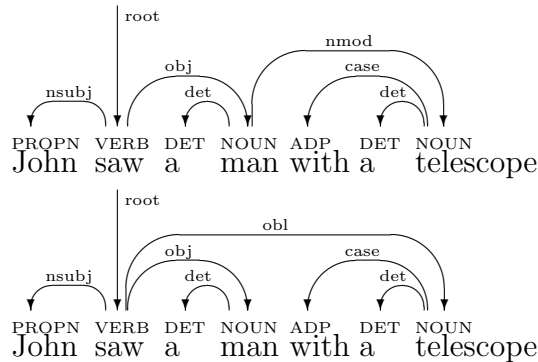 root
nmod
obj
case
nsubj
det
det
PROPN VERB DET NOUN ADP DET NOUN
John saw a man with a telescope
root
obl
obj
case
nsubj
det
det
PROPN VERB DET NOUN ADP DET NOUN
John saw a man with a telescope